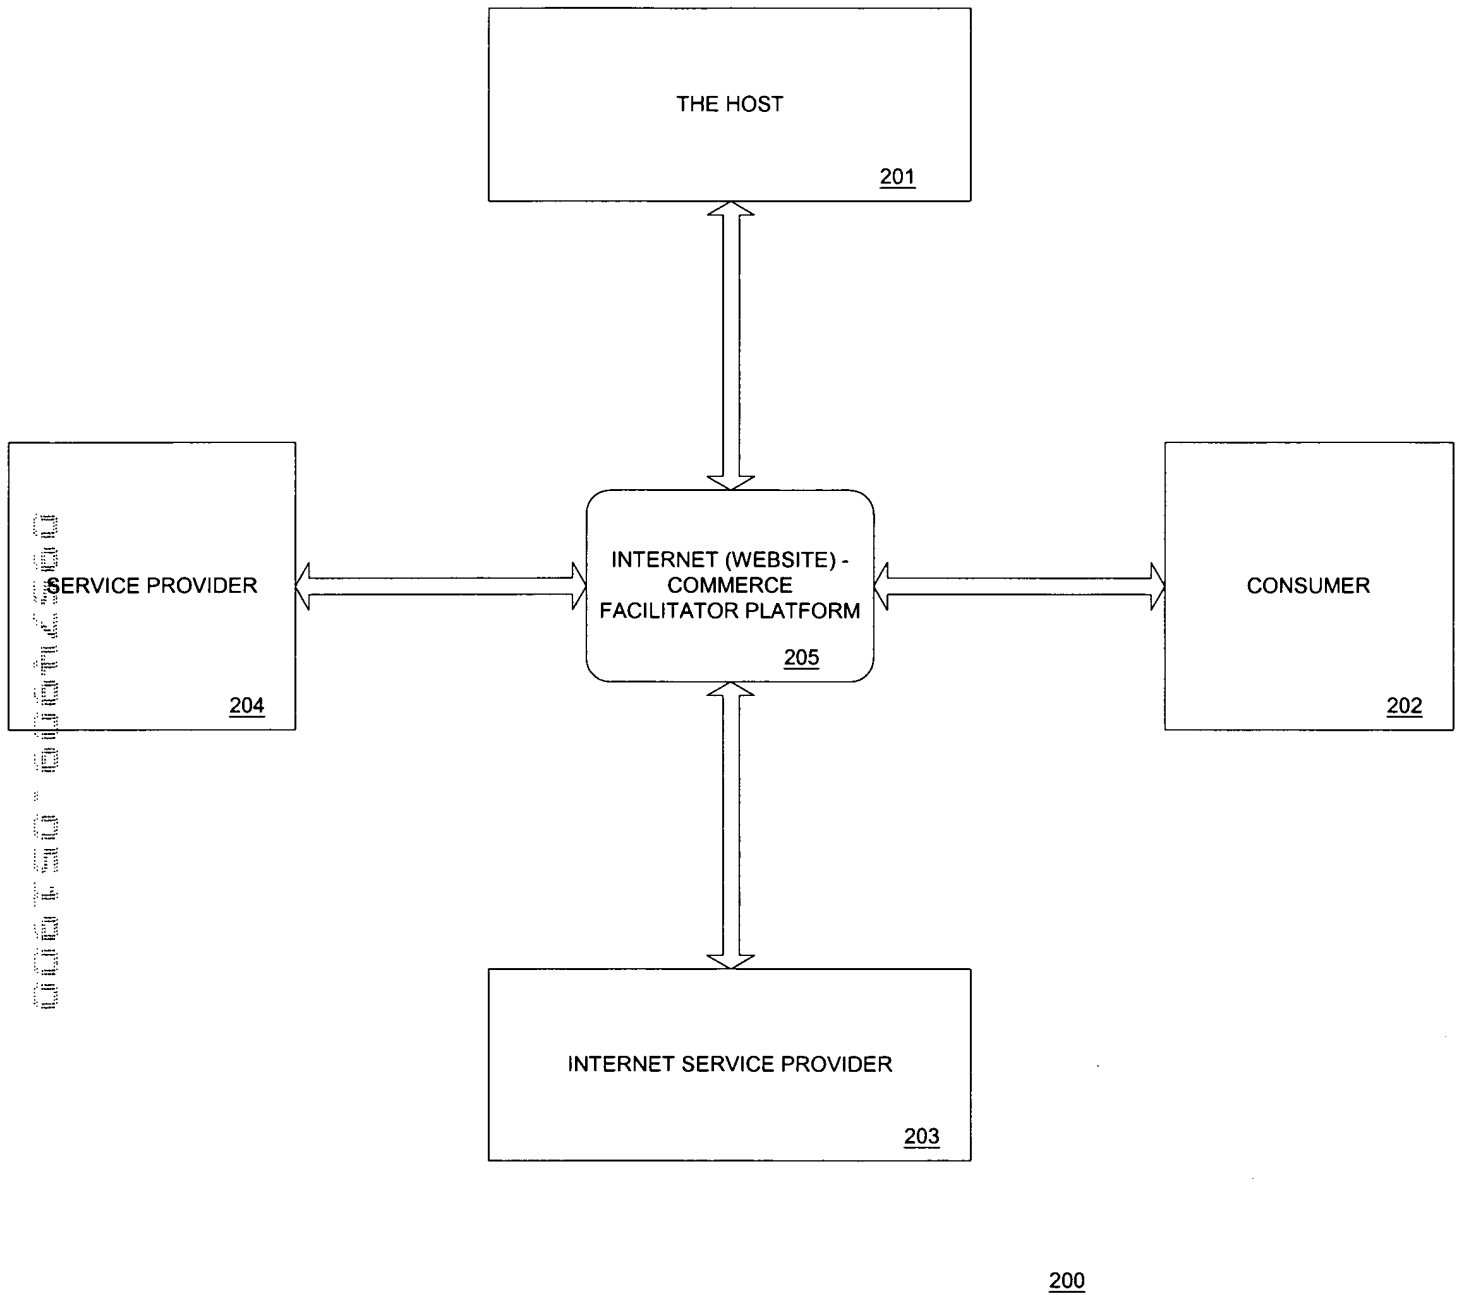 THE HOST
201
SERVICE PROVIDER
204
INTERNET (WEBSITE) -
COMMERCE
FACILITATOR PLATFORM
205
CONSUMER
202
INTERNET SERVICE PROVIDER
203
200